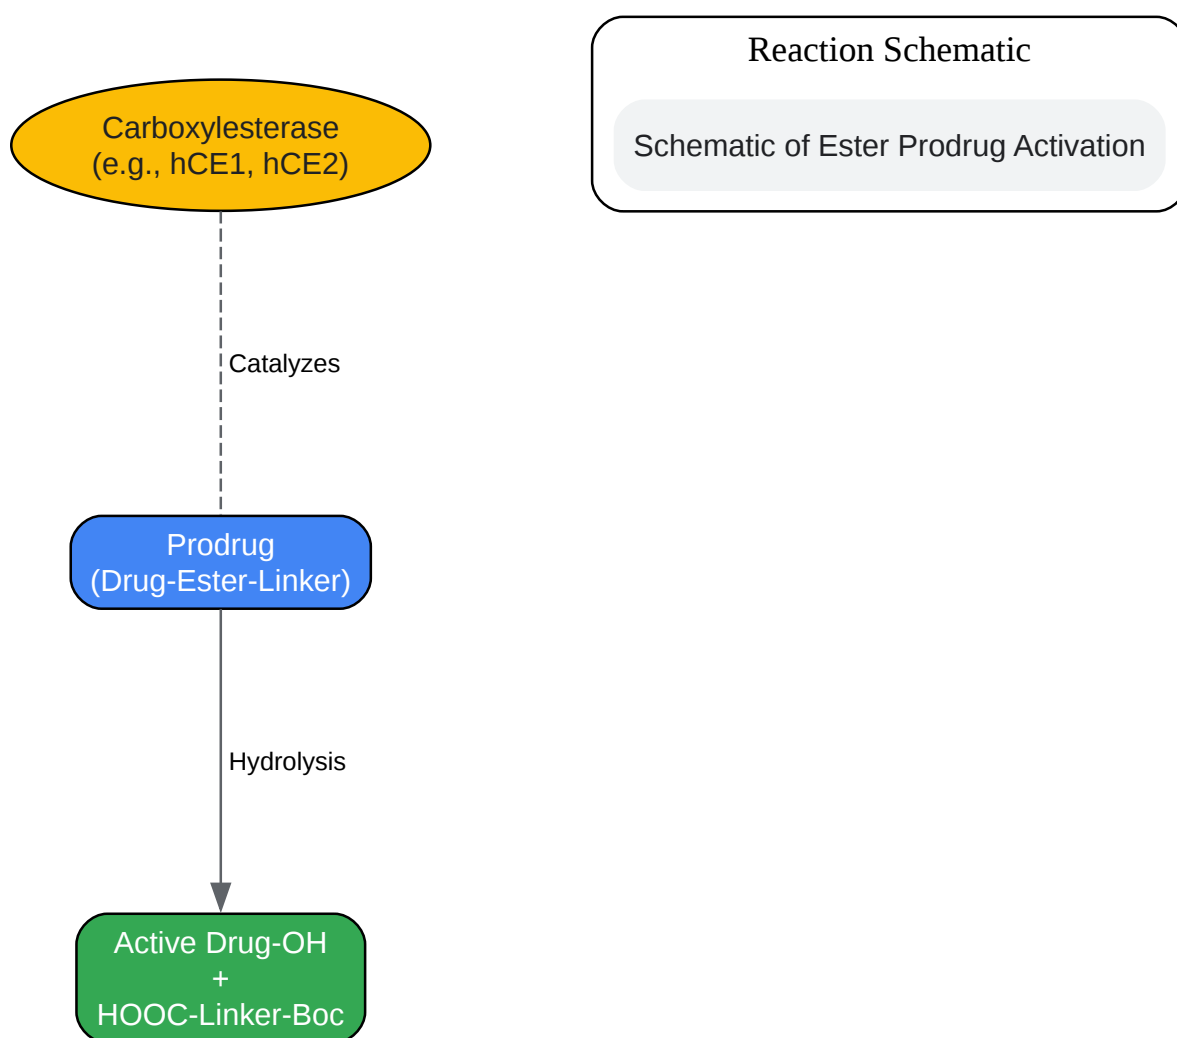 Reaction Schematic
Schematic of Ester Prodrug Activation
Carboxylesterase
(e.g., hCE1, hCE2)
Catalyzes
Prodrug
(Drug-Ester-Linker)
Hydrolysis
Active Drug-OH
+
HOOC-Linker-Boc